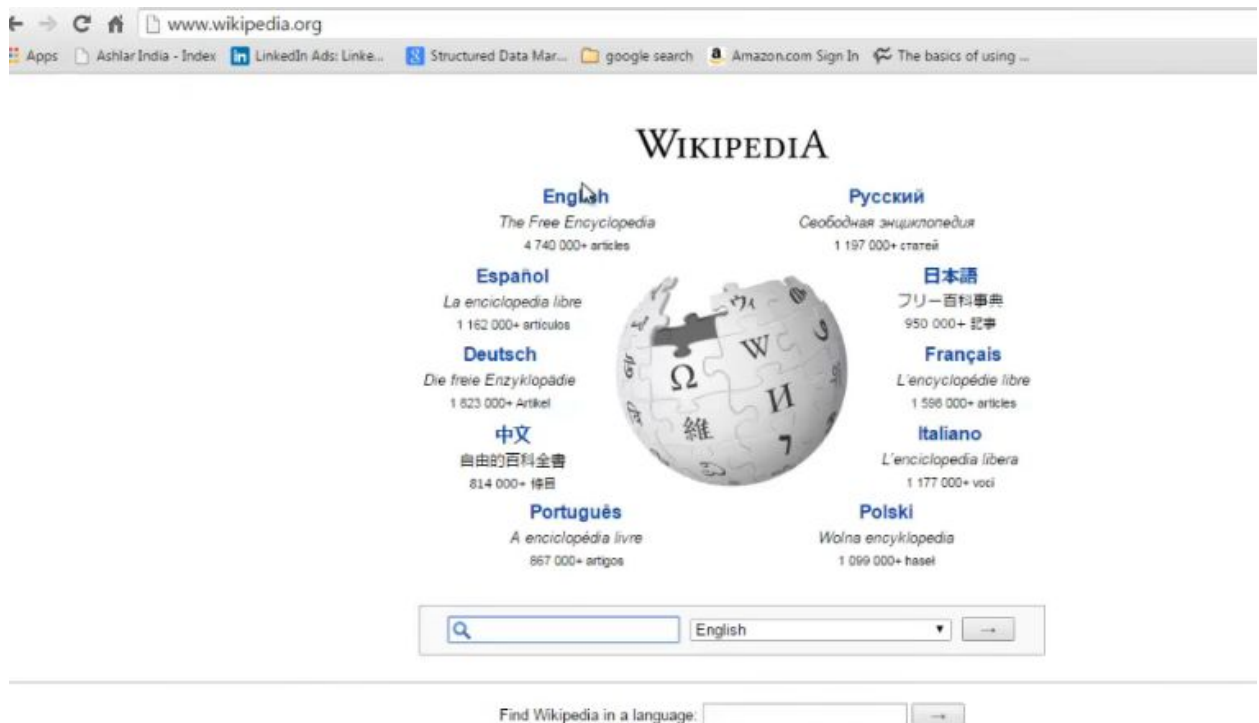 www.wikipedia.org
Apps Ashlar India - Index LinkedIn Ads: Linke... Structured Data Mar... google search Amazon.com Sign In The basics of using ...
WIKIPEDIA
English
The Free Encyclopedia
4 740 000+ articles
Русский
Свободная энциклопедия
1 197 000+ статей
Español
La enciclopedia libre
1 162 000+ artículos
日本語
フリー百科事典
950 000+ 記事
Deutsch
Die freie Enzyklopädie
1 823 000+ Artikel
Français
L'encyclopédie libre
1 598 000+ articles
中文
自由的百科全書
814 000+ 條目
Italiano
L'enciclopedia libera
1 177 000+ voci
Português
A enciclopédia livre
867 000+ artigos
Polski
Wolna encyklopedia
1 099 000+ haseł
Ω W И 維 7 ウィ
English
Find Wikipedia in a language: